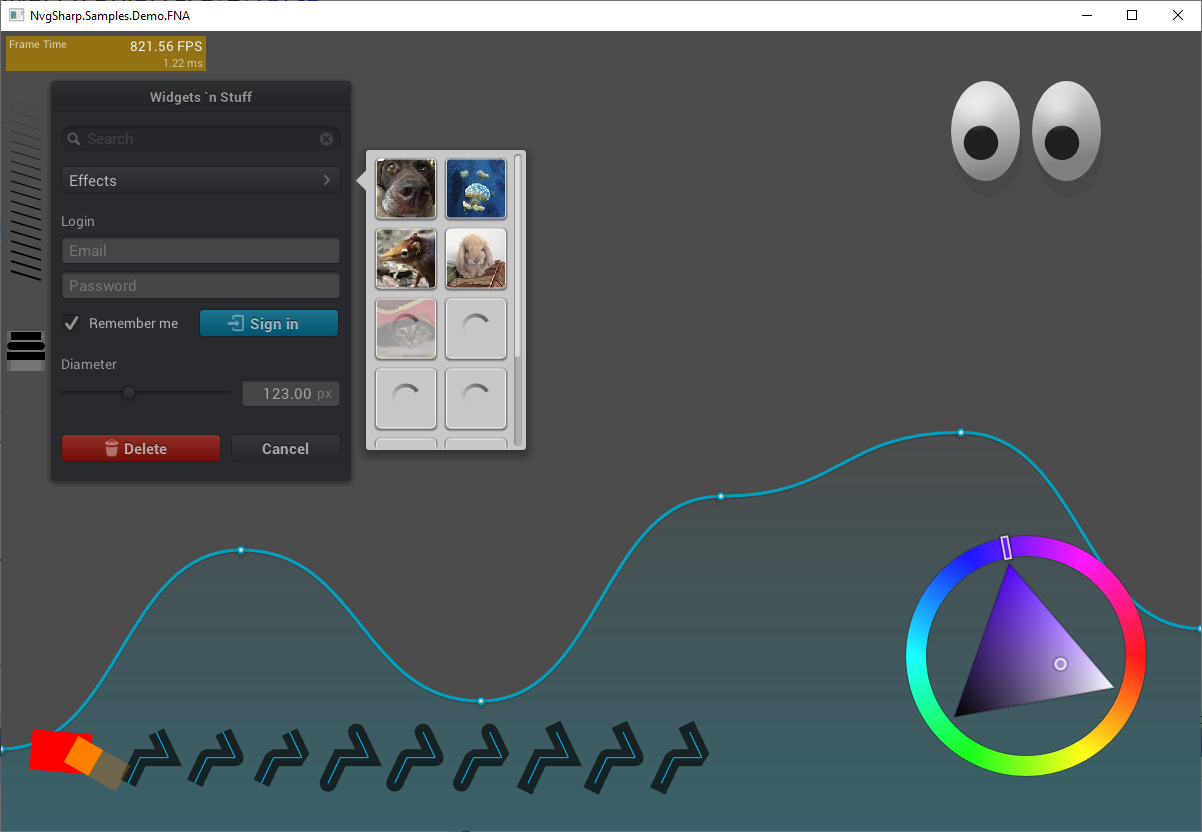 NvgSharp.Samples.Demo.FNA
Frame Time
821.56 FPS
1.22 ms
Widgets `n Stuff
Search
Effects
Login
Email
Password
Remember me
Sign in
Diameter
123.00 px
Delete
Cancel